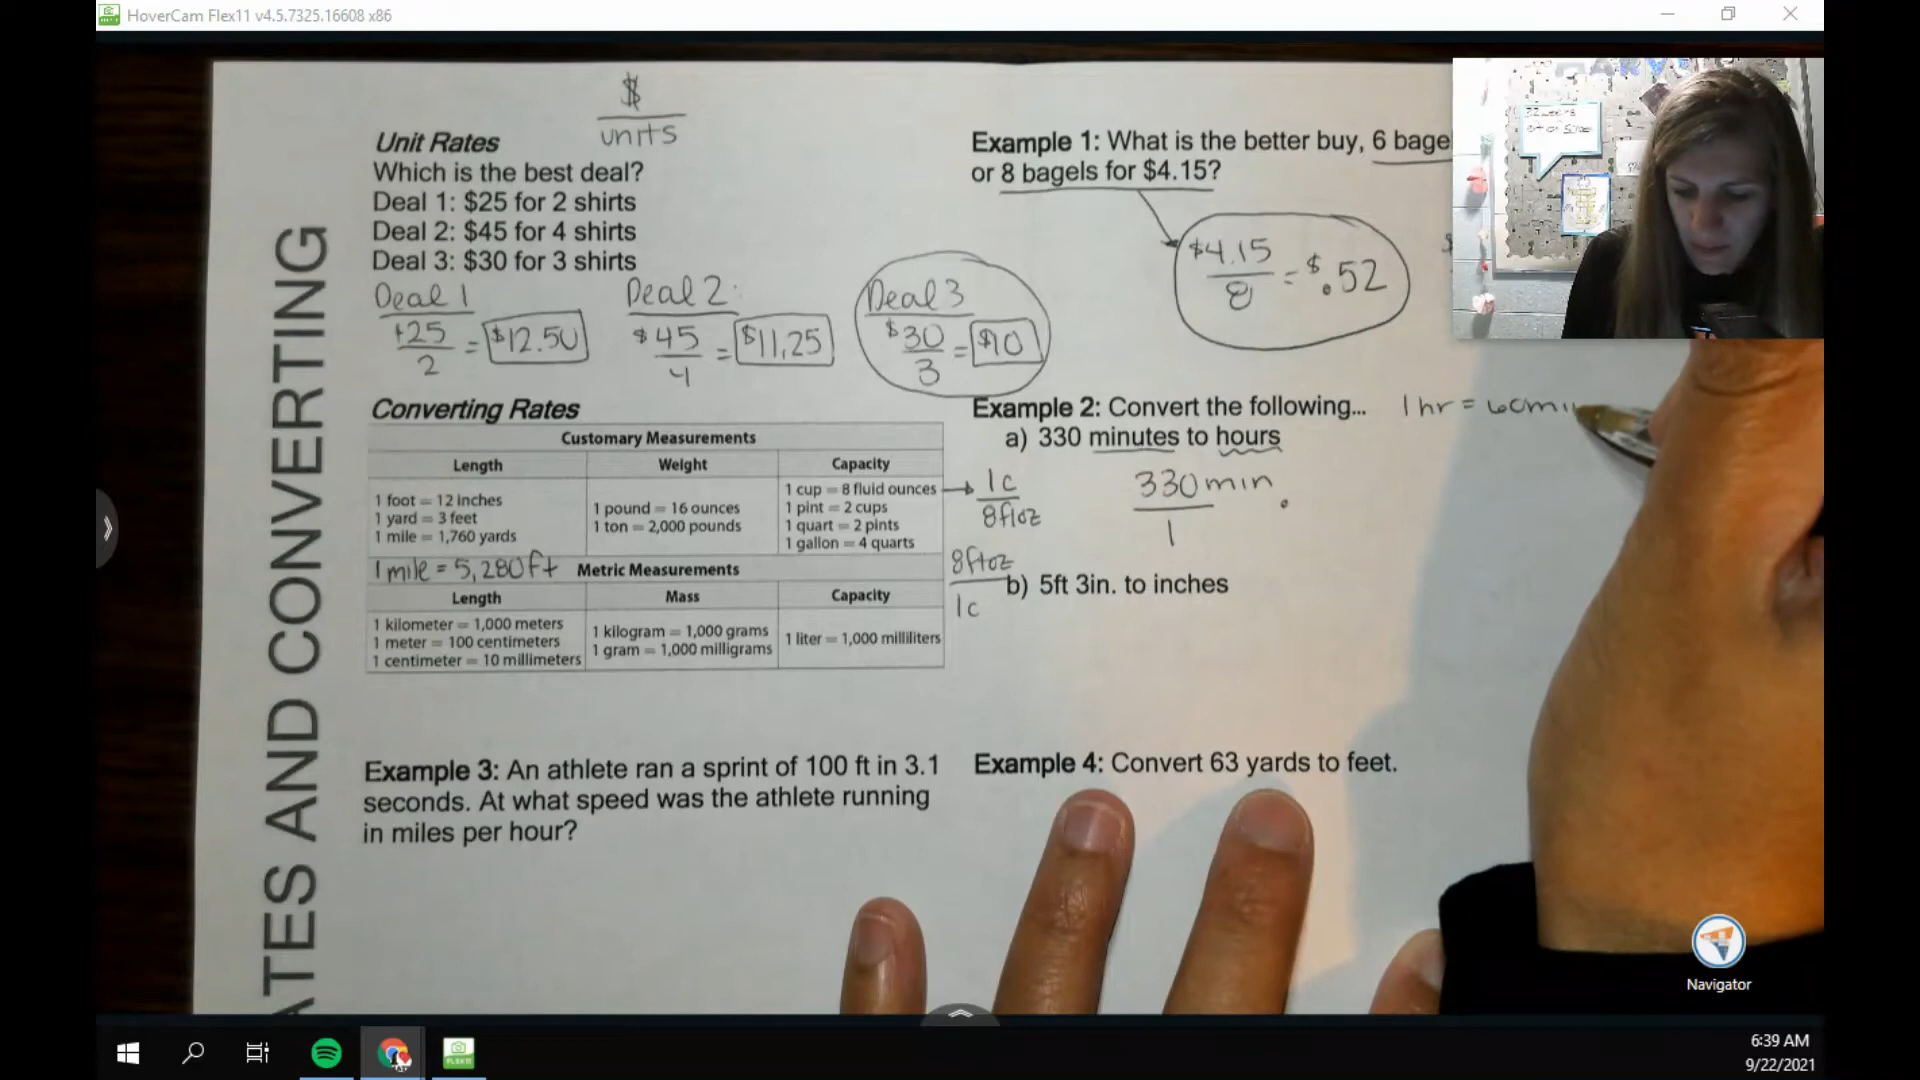 HoverCam Flex11 v4.5.7325.16608 x86
$
units
Unit Rates
Which is the best deal?
Deal 1: $25 for 2 shirts
Deal 2: $45 for 4 shirts
Deal 3: $30 for 3 shirts
Deal 1
$25
2
= $12.50
Deal 2:
$45
4
= $11.25
Deal 3
$30
3
= $10
RATES AND CONVERTING
Example 1: What is the better buy, 6 bage
or 8 bagels for $4.15?
$4.15
8
= $.52
Converting Rates
Customary Measurements
Length Weight Capacity
1 foot = 12 inches
1 yard = 3 feet
1 mile = 1,760 yards
1 pound = 16 ounces
1 ton = 2,000 pounds
1 cup = 8 fluid ounces
1 pint = 2 cups
1 quart = 2 pints
1 gallon = 4 quarts
1 mile = 5,280ft
Metric Measurements
Length Mass Capacity
1 kilometer = 1,000 meters
1 meter = 100 centimeters
1 centimeter = 10 millimeters
1 kilogram = 1,000 grams
1 gram = 1,000 milligrams
1 liter = 1,000 milliliters
1c
8floz
8floz
1c
Example 2: Convert the following... 1 hr = 60min
a) 330 minutes to hours
330min
1
.
b) 5ft 3in. to inches
Example 3: An athlete ran a sprint of 100 ft in 3.1
seconds. At what speed was the athlete running
in miles per hour?
Example 4: Convert 63 yards to feet.
Navigator
FLEX11
6:39 AM
9/22/2021